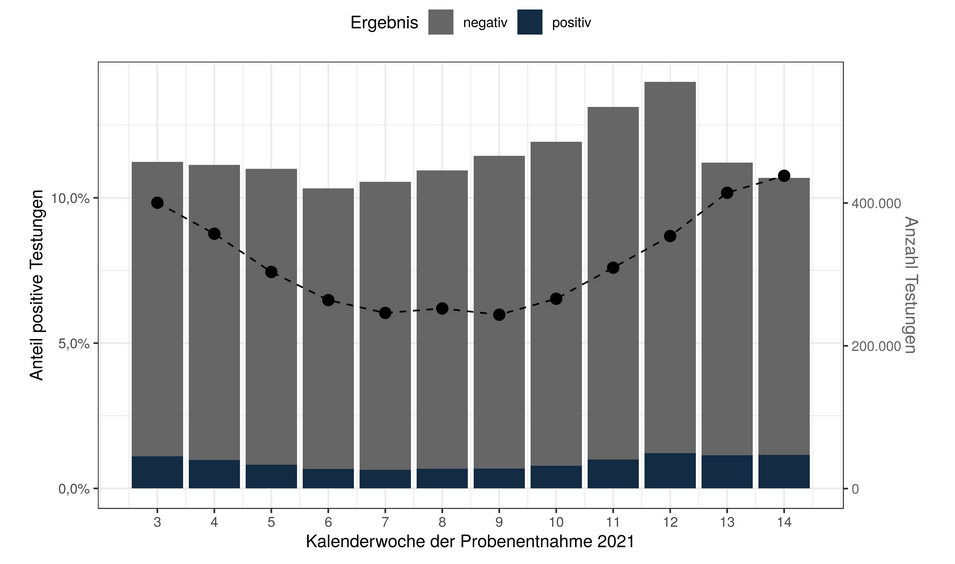 Ergebnis negativ positiv
Anteil positive Testungen
10,0%
5,0%
0,0%
400.000
200.000
0
Anzahl Testungen
3 4 5 6 7 8 9 10 11 12 13 14
Kalenderwoche der Probenentnahme 2021